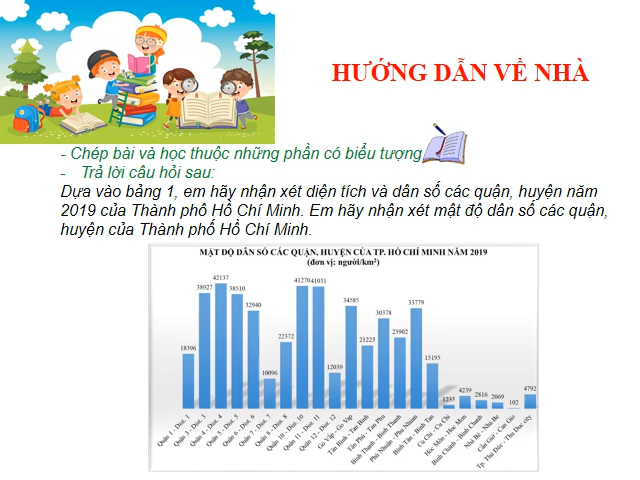 HƯỚNG DẪN VỀ NHÀ
- Chép bài và học thuộc những phần có biểu tượng
- Trả lời câu hỏi sau:
Dựa vào bảng 1, em hãy nhận xét diện tích và dân số các quận, huyện năm
2019 của Thành phố Hồ Chí Minh. Em hãy nhận xét mật độ dân số các quận,
huyện của Thành phố Hồ Chí Minh.
MẬT ĐỘ DÂN SỐ CÁC QUẬN, HUYỆN CỦA TP. HỒ CHÍ MINH NĂM 2019
(đơn vị: người/km²)
18396 38927 42137 38510 32940 10096 22372 41270 41031 12039 34585 21223 30378 23902 33779 15195 1235 4239 2816 2069 102 4792
Quận 1 - Dist. 1
Quận 3 - Dist. 3
Quận 4 - Dist. 4
Quận 5 - Dist. 5
Quận 6 - Dist. 6
Quận 7 - Dist. 7
Quận 8 - Dist. 8
Quận 10 - Dist. 10
Quận 11 - Dist. 11
Quận 12 - Dist. 12
Gò Vấp - Go Vap
Tân Bình - Tan Binh
Tân Phú - Tan Phu
Bình Thạnh - Binh Thanh
Phú Nhuận - Phu Nhuan
Bình Tân - Binh Tan
Củ Chi - Cu Chi
Hóc Môn - Hoc Mon
Bình Chánh - Binh Chanh
Nhà Bè - Nha Be
Cần Giờ - Can Gio
Tp. Thủ Đức - Thu Duc city